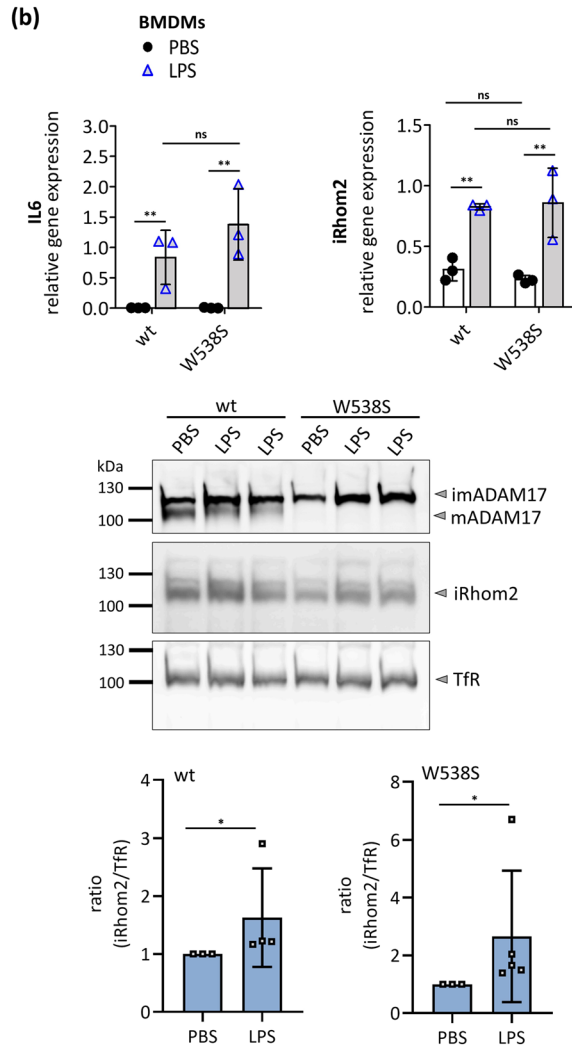 (b)
BMDMs
PBS
LPS
IL6
relative gene expression
3.0
2.5
2.0
1.5
1.0
0.5
0.0
ns
**
**
wt
W538S
iRhom2
relative gene expression
1.5
1.0
0.5
0.0
ns
ns
**
**
wt
W538S
wt W538S
PBS LPS LPS PBS LPS LPS
kDa
130
100
imADAM17
mADAM17
130
100
iRhom2
130
100
TfR
wt
ratio
(iRhom2/TfR)
4
3
2
1
0
*
PBS LPS
W538S
ratio
(iRhom2/TfR)
8
6
4
2
0
*
PBS LPS